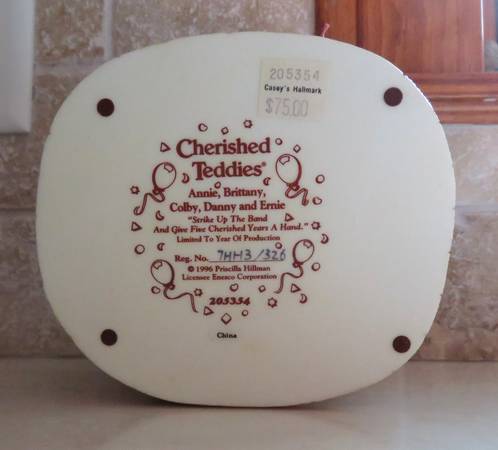 205354
Casey's Hallmark
$75.00
Cherished
Teddies®
Annie, Brittany,
Colby, Danny and Ernie
"Strike Up The Band
And Give Five Cherished Years A Hand."
Limited To Year Of Production
Reg. No. 7HH3/326
© 1996 Priscilla Hillman
Licensee Enesco Corporation
205354
China